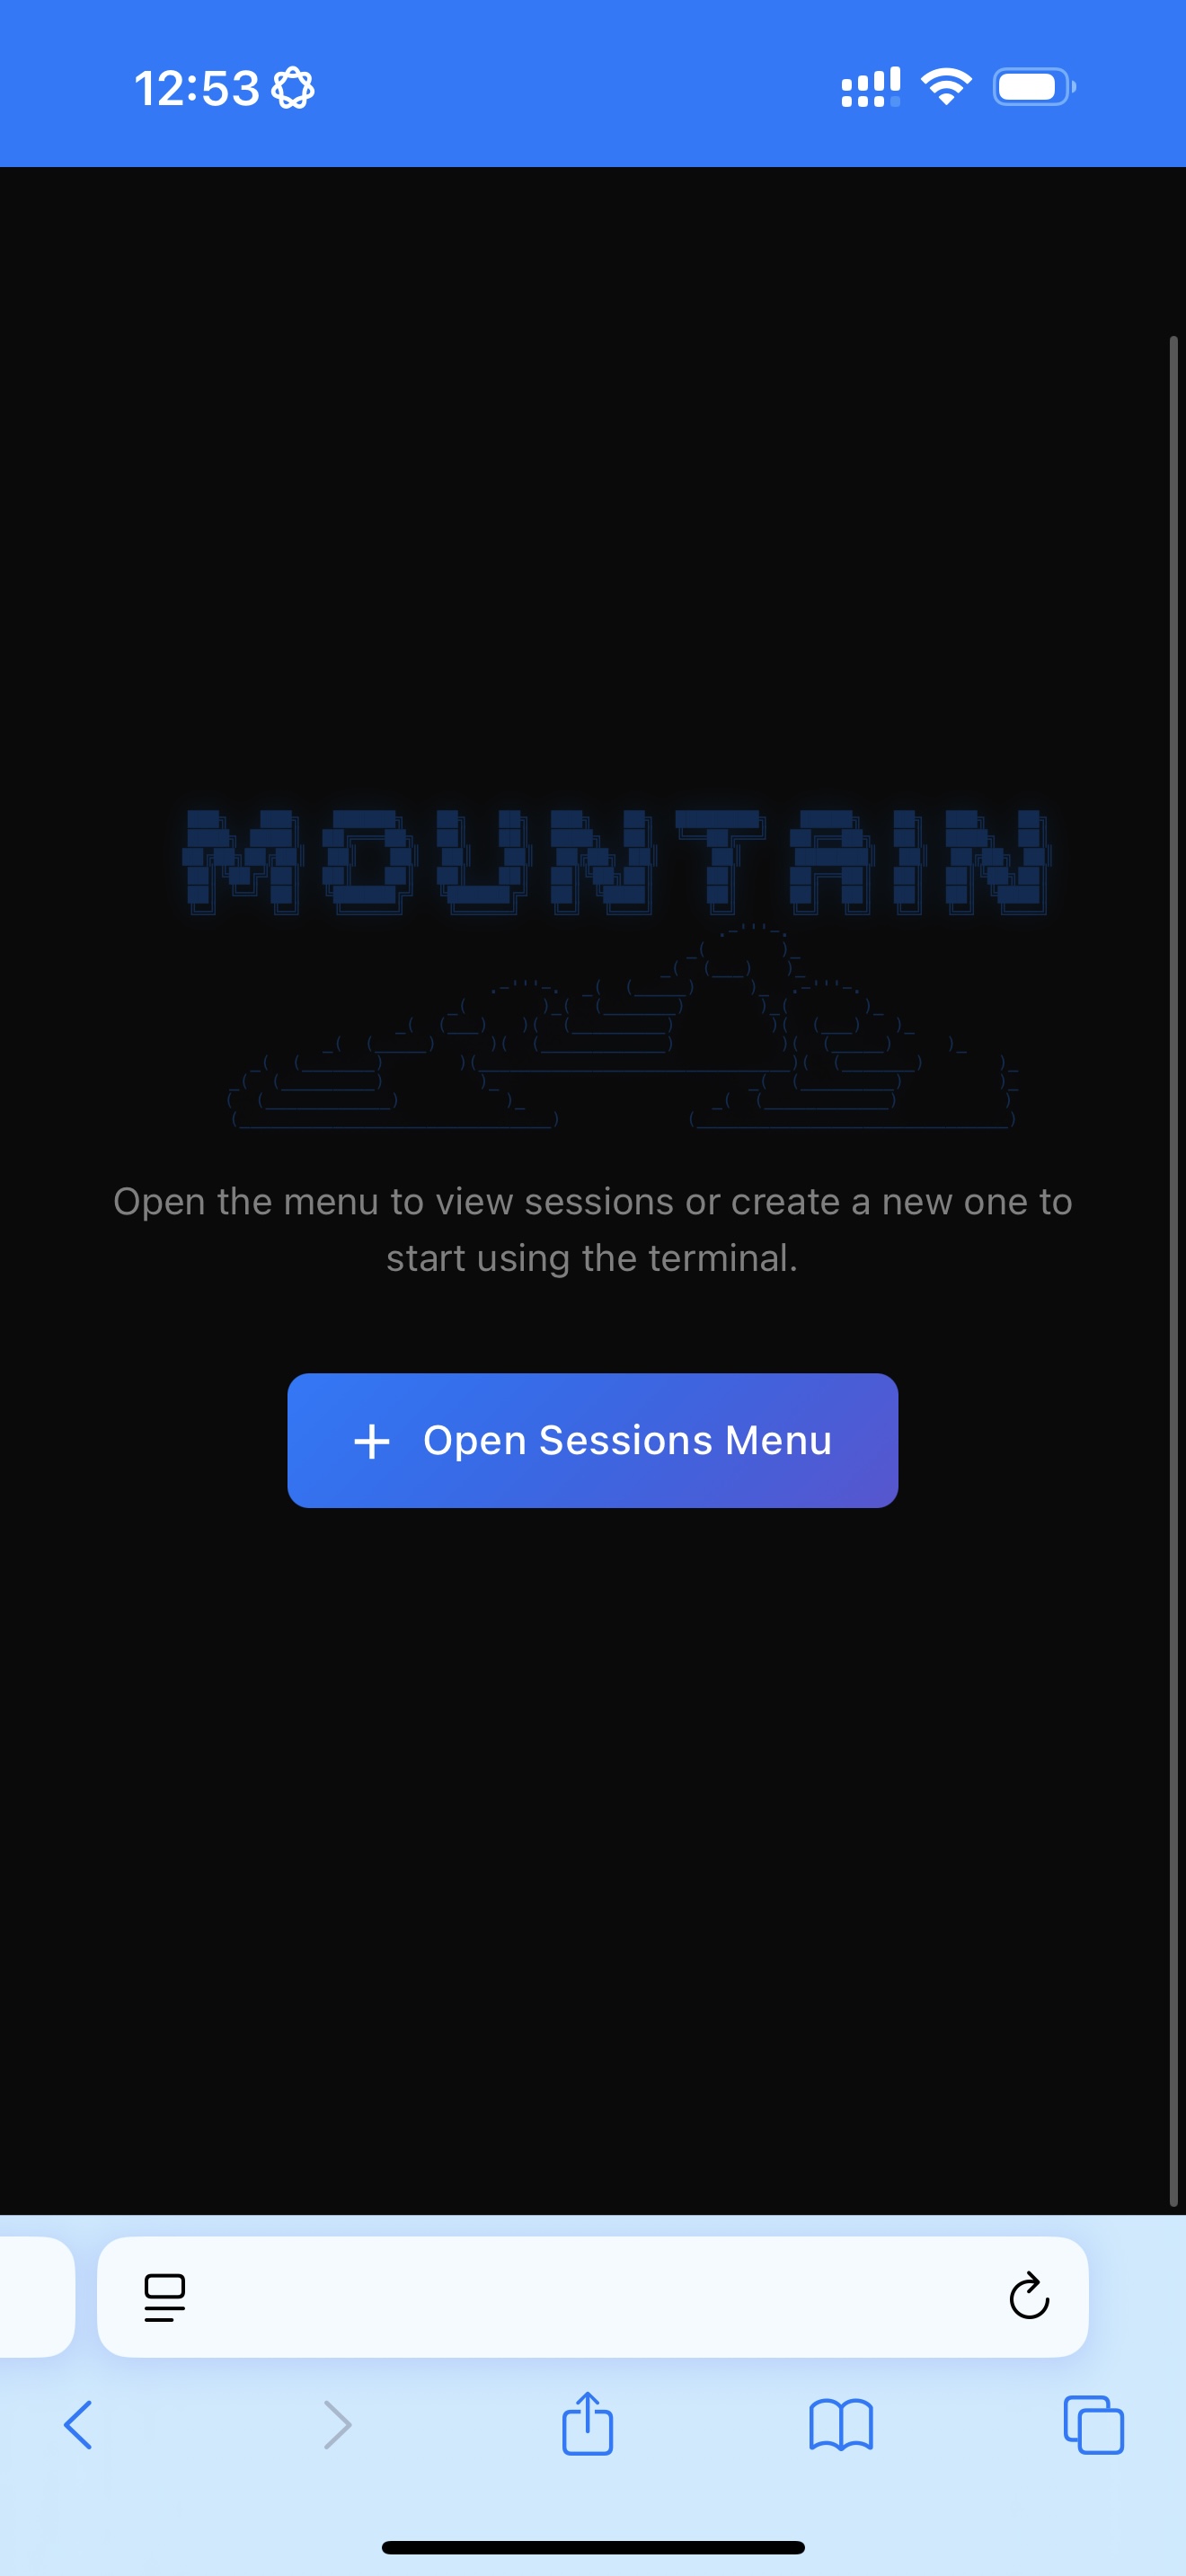 12:53
MOUNTAIN
Open the menu to view sessions or create a new one to
start using the terminal.
+ Open Sessions Menu